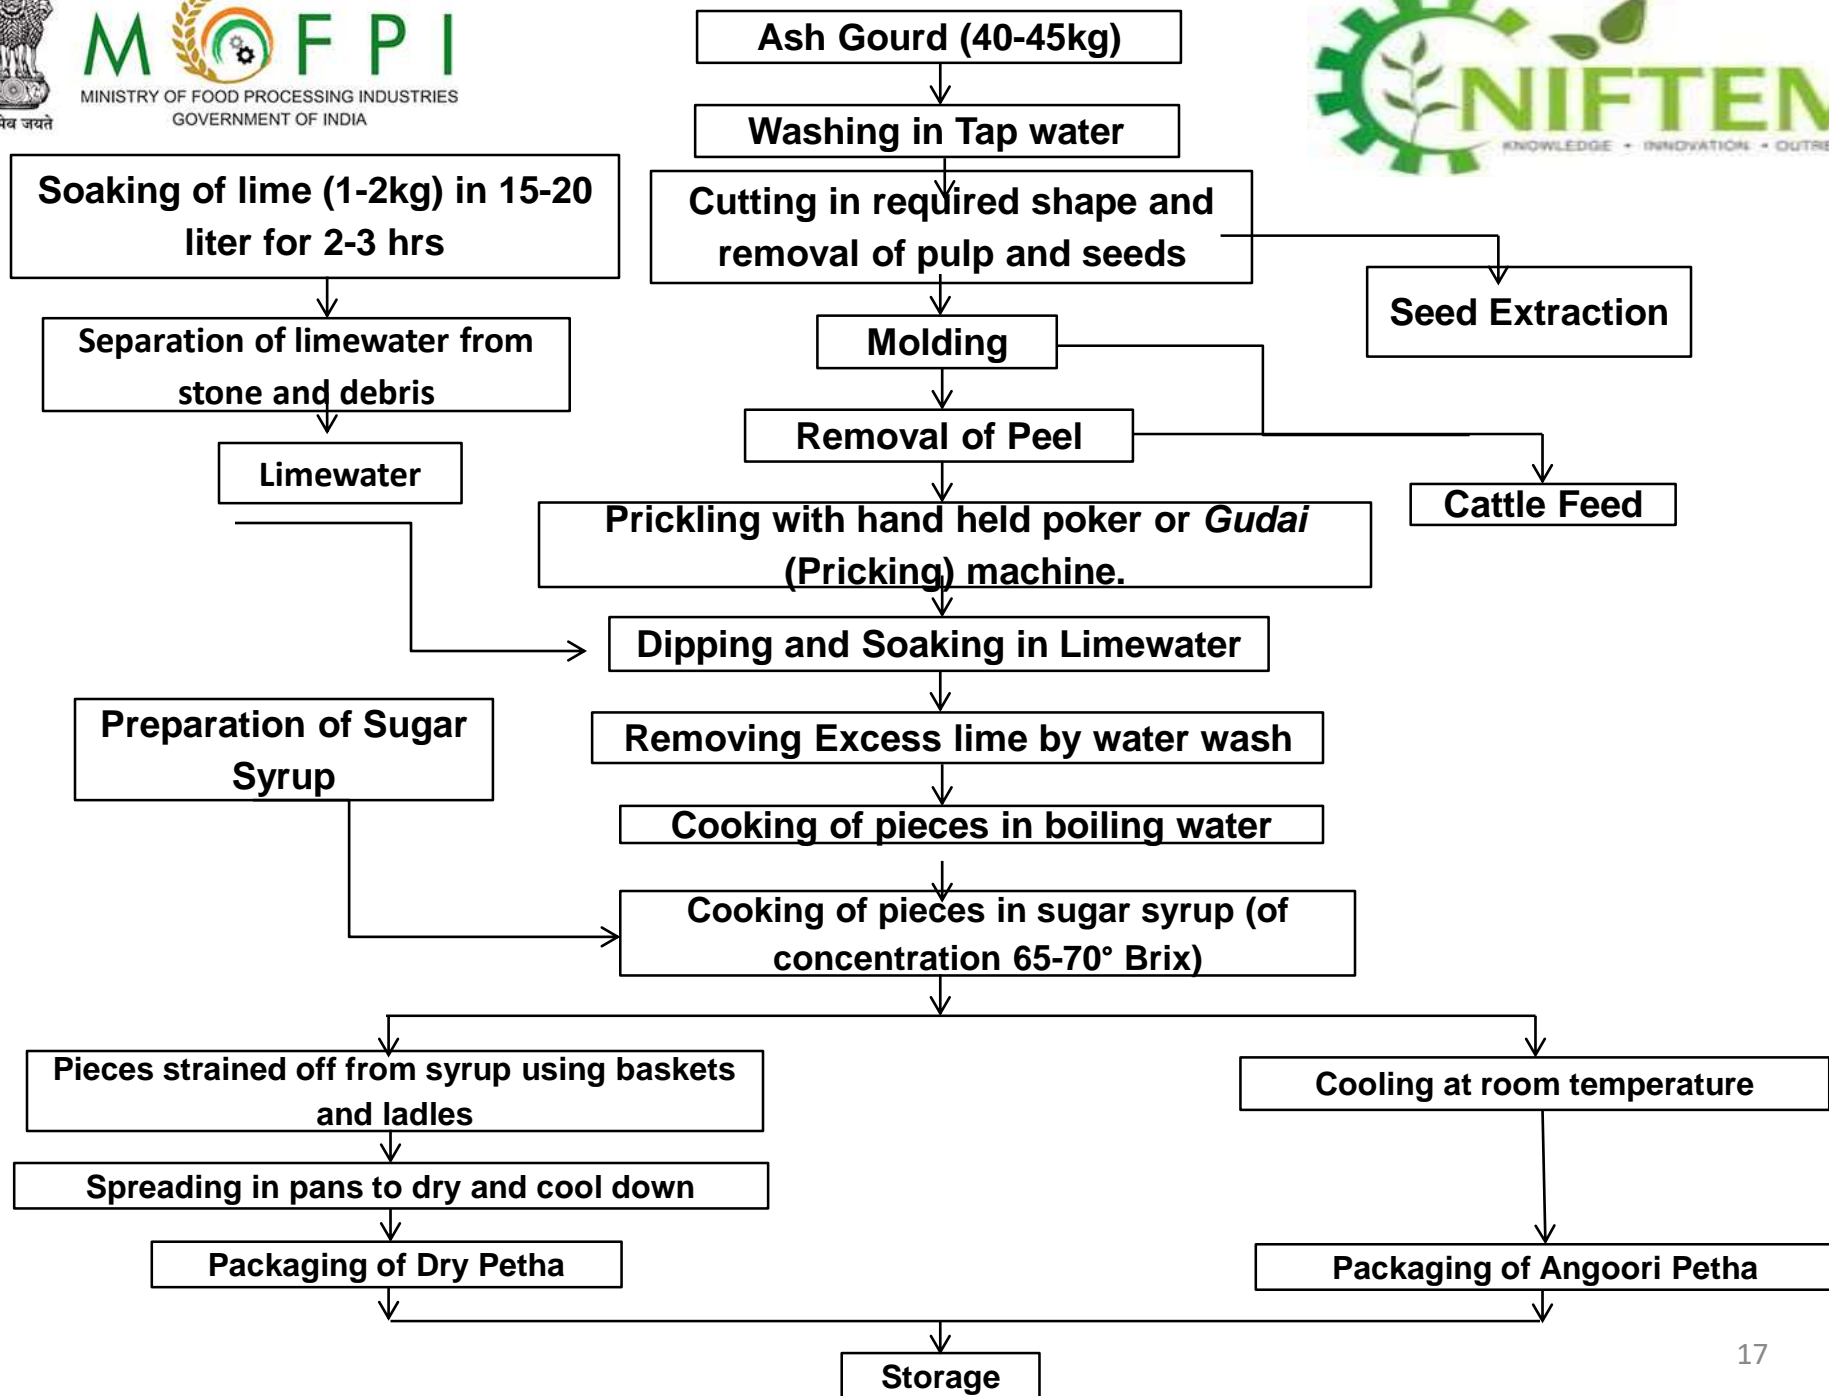 मेव जयते
MOFPI
MINISTRY OF FOOD PROCESSING INDUSTRIES
GOVERNMENT OF INDIA
NIFTEM
KNOWLEDGE • INNOVATION • OUTRE
Ash Gourd (40-45kg)
Washing in Tap water
Cutting in required shape and
removal of pulp and seeds
Seed Extraction
Molding
Removal of Peel
Cattle Feed
Prickling with hand held poker or Gudai
(Pricking) machine.
Soaking of lime (1-2kg) in 15-20
liter for 2-3 hrs
Separation of limewater from
stone and debris
Limewater
Dipping and Soaking in Limewater
Removing Excess lime by water wash
Cooking of pieces in boiling water
Preparation of Sugar
Syrup
Cooking of pieces in sugar syrup (of
concentration 65-70° Brix)
Pieces strained off from syrup using baskets
and ladles
Spreading in pans to dry and cool down
Packaging of Dry Petha
Cooling at room temperature
Packaging of Angoori Petha
Storage
17